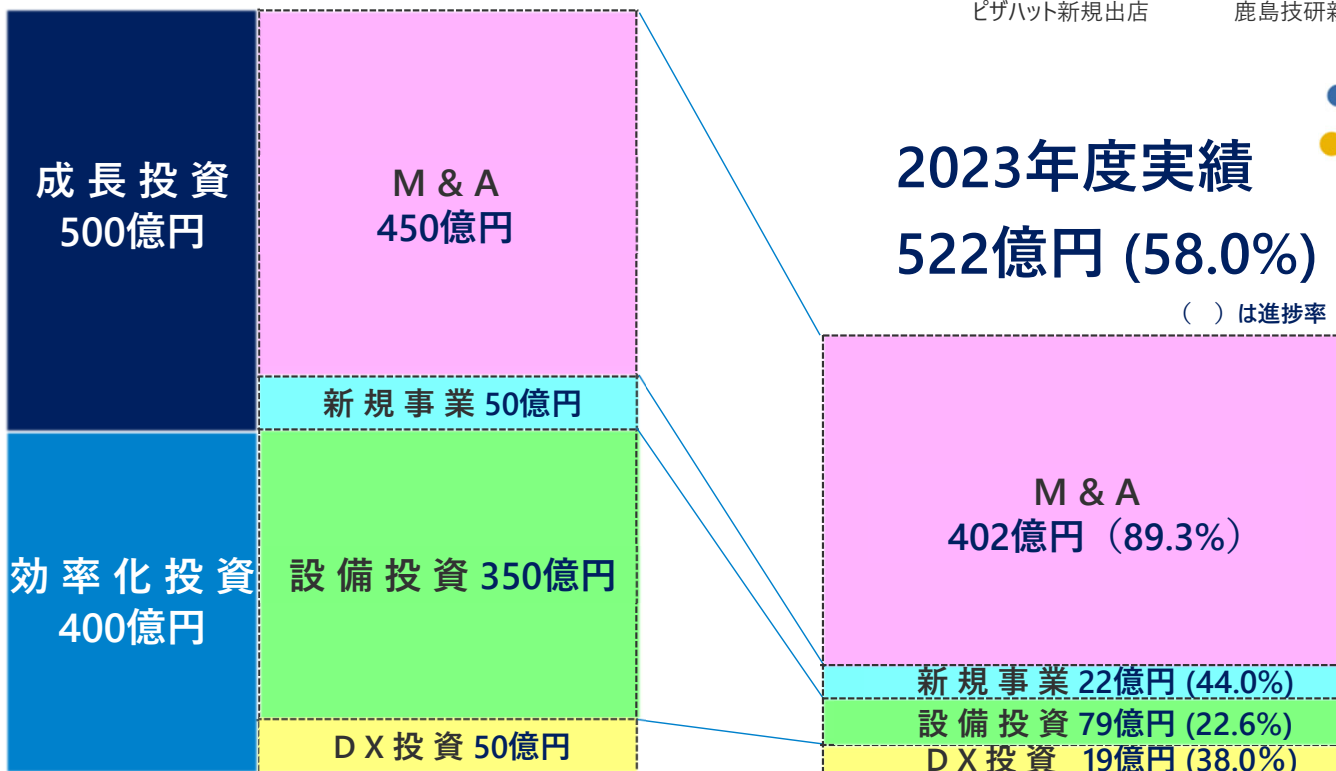 ピザハット新規出店
鹿島技研新
成長投資
500億円
M & A
450億円
新規事業 50億円
効率化投資
400億円
設備投資 350億円
DX投資 50億円
2023年度実績
522億円 (58.0%)
（　）は進捗率
M & A
402億円（89.3%）
新規事業 22億円 (44.0%)
設備投資 79億円 (22.6%)
DX投資 19億円 (38.0%)